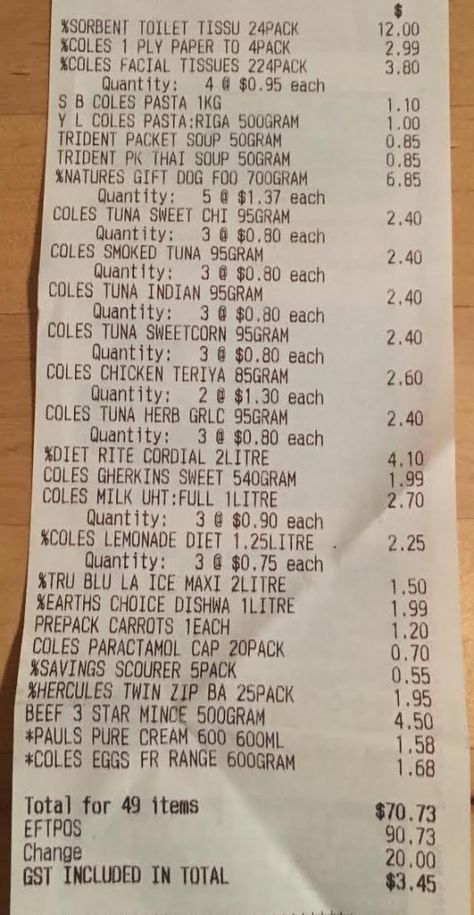 $
%SORBENT TOILET TISSU 24PACK 12.00
%COLES 1 PLY PAPER TO 4PACK 2.99
%COLES FACIAL TISSUES 224PACK 3.80
Quantity: 4 @ $0.95 each
S B COLES PASTA 1KG 1.10
Y L COLES PASTA:RIGA 500GRAM 1.00
TRIDENT PACKET SOUP 50GRAM 0.85
TRIDENT PK THAI SOUP 50GRAM 0.85
%NATURES GIFT DOG FOO 700GRAM 6.85
Quantity: 5 @ $1.37 each
COLES TUNA SWEET CHI 95GRAM 2.40
Quantity: 3 @ $0.80 each
COLES SMOKED TUNA 95GRAM 2.40
Quantity: 3 @ $0.80 each
COLES TUNA INDIAN 95GRAM 2.40
Quantity: 3 @ $0.80 each
COLES TUNA SWEETCORN 95GRAM 2.40
Quantity: 3 @ $0.80 each
COLES CHICKEN TERIYA 85GRAM 2.60
Quantity: 2 @ $1.30 each
COLES TUNA HERB GRLC 95GRAM 2.40
Quantity: 3 @ $0.80 each
%DIET RITE CORDIAL 2LITRE 4.10
COLES GHERKINS SWEET 540GRAM 1.99
COLES MILK UHT:FULL 1LITRE 2.70
Quantity: 3 @ $0.90 each
%COLES LEMONADE DIET 1.25LITRE 2.25
Quantity: 3 @ $0.75 each
%TRU BLU LA ICE MAXI 2LITRE 1.50
%EARTHS CHOICE DISHWA 1LITRE 1.99
PREPACK CARROTS 1EACH 1.20
COLES PARACTAMOL CAP 20PACK 0.70
%SAVINGS SCOURER 5PACK 0.55
%HERCULES TWIN ZIP BA 25PACK 1.95
BEEF 3 STAR MINCE 500GRAM 4.50
*PAULS PURE CREAM 600 600ML 1.58
*COLES EGGS FR RANGE 600GRAM 1.68
Total for 49 items $70.73
EFTPOS 90.73
Change 20.00
GST INCLUDED IN TOTAL $3.45